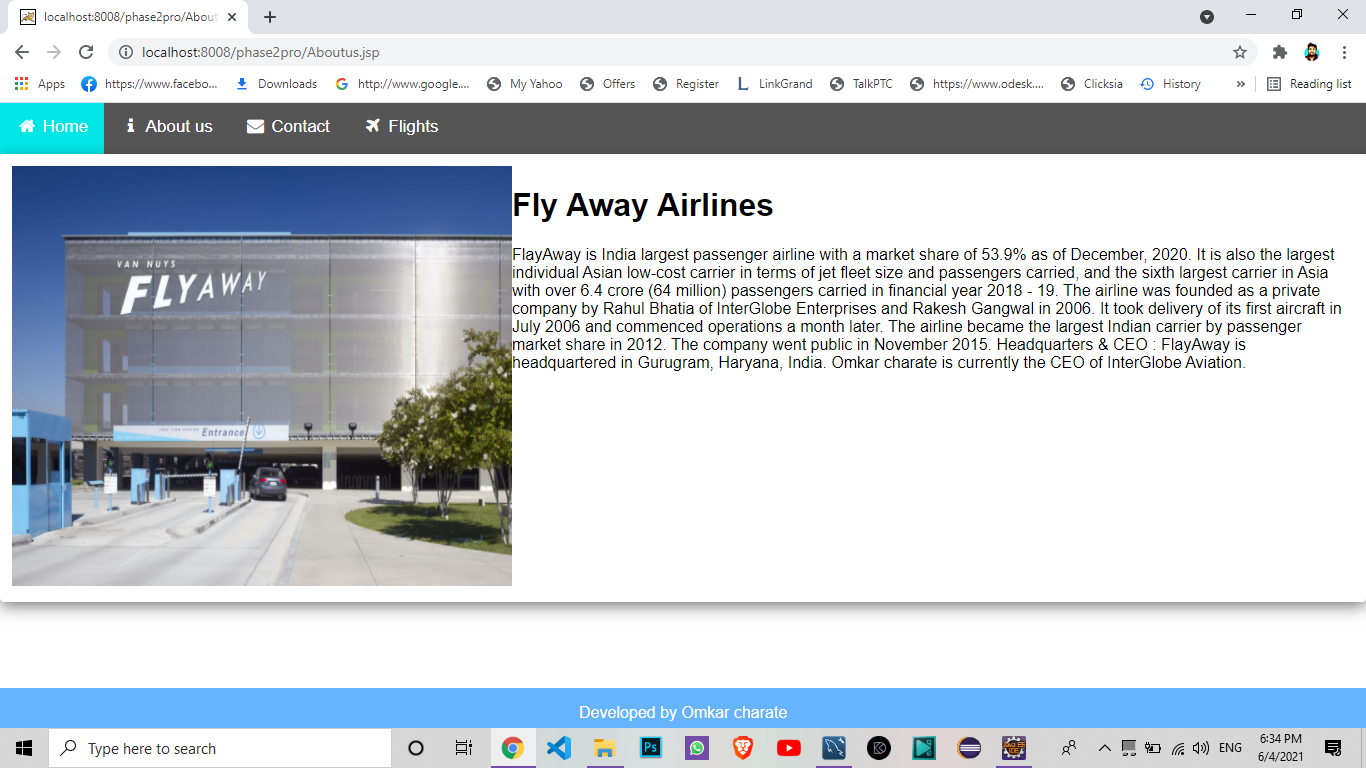 localhost:8008/phase2pro/About
localhost:8008/phase2pro/Aboutus.jsp
Apps https://www.facebo... Downloads http://www.google.... My Yahoo Offers Register LinkGrand TalkPTC https://www.odesk.... Clicksia History » Reading list
Home About us Contact Flights
VAN NUYS
FLYAWAY
Entrance
Fly Away Airlines
FlayAway is India largest passenger airline with a market share of 53.9% as of December, 2020. It is also the largest
individual Asian low-cost carrier in terms of jet fleet size and passengers carried, and the sixth largest carrier in Asia
with over 6.4 crore (64 million) passengers carried in financial year 2018 - 19. The airline was founded as a private
company by Rahul Bhatia of InterGlobe Enterprises and Rakesh Gangwal in 2006. It took delivery of its first aircraft in
July 2006 and commenced operations a month later. The airline became the largest Indian carrier by passenger
market share in 2012. The company went public in November 2015. Headquarters & CEO : FlayAway is
headquartered in Gurugram, Haryana, India. Omkar charate is currently the CEO of InterGlobe Aviation.
Developed by Omkar charate
Type here to search
Ps
ENG
6:34 PM
6/4/2021